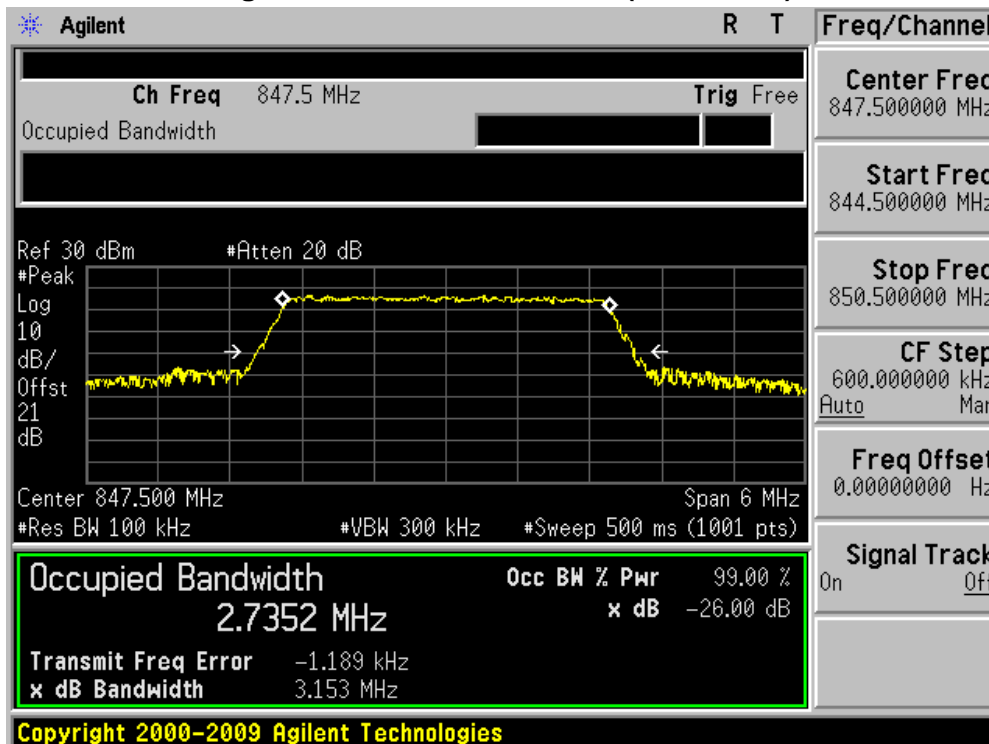 Agilent R T
Freq/Channel
Ch Freq 847.5 MHz Trig Free
Occupied Bandwidth
Center Freq
847.500000 MHz
Start Freq
844.500000 MHz
Stop Freq
850.500000 MHz
CF Step
600.000000 kHz
Auto Man
Freq Offset
0.00000000 Hz
Signal Track
On Off
Ref 30 dBm #Atten 20 dB
#Peak
Log
10
dB/
Offst
21
dB
Center 847.500 MHz Span 6 MHz
#Res BW 100 kHz #VBW 300 kHz #Sweep 500 ms (1001 pts)
Occupied Bandwidth Occ BW % Pwr 99.00 %
2.7352 MHz x dB -26.00 dB
Transmit Freq Error -1.189 kHz
x dB Bandwidth 3.153 MHz
Copyright 2000-2009 Agilent Technologies